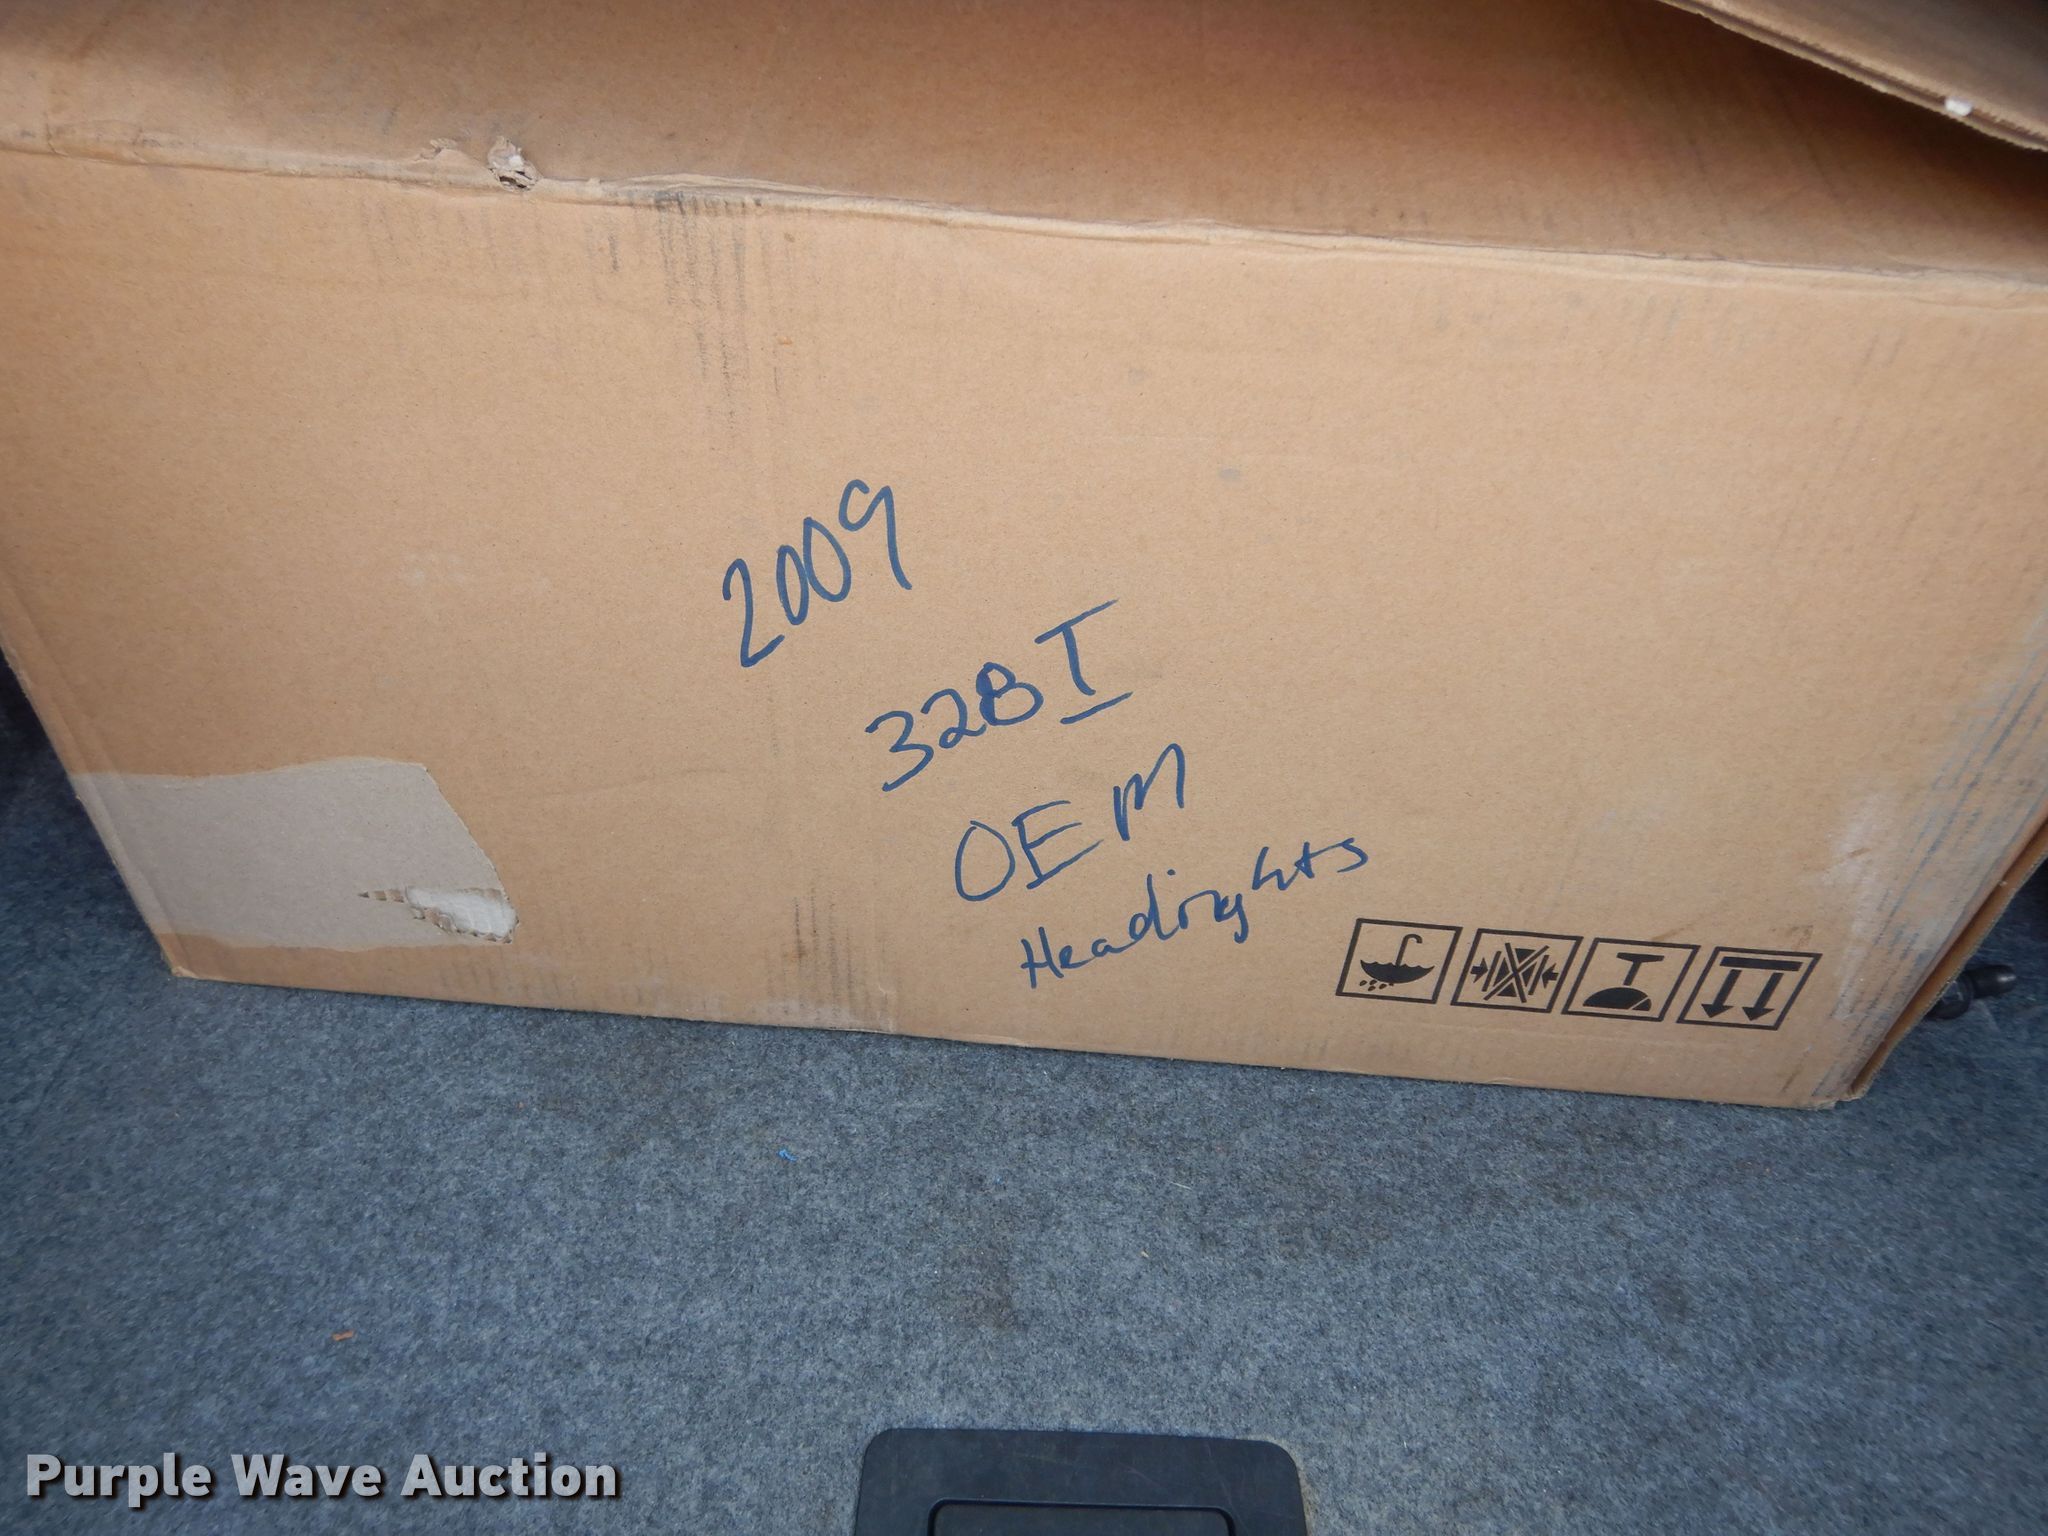 2009
328I
OEM
Headlights
Purple Wave Auction